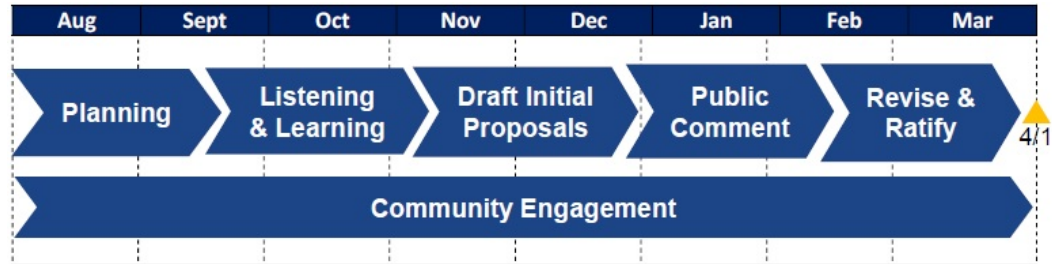 Aug Sept Oct Nov Dec Jan Feb Mar
Planning
Listening
& Learning
Draft Initial
Proposals
Public
Comment
Revise &
Ratify
4/1
Community Engagement